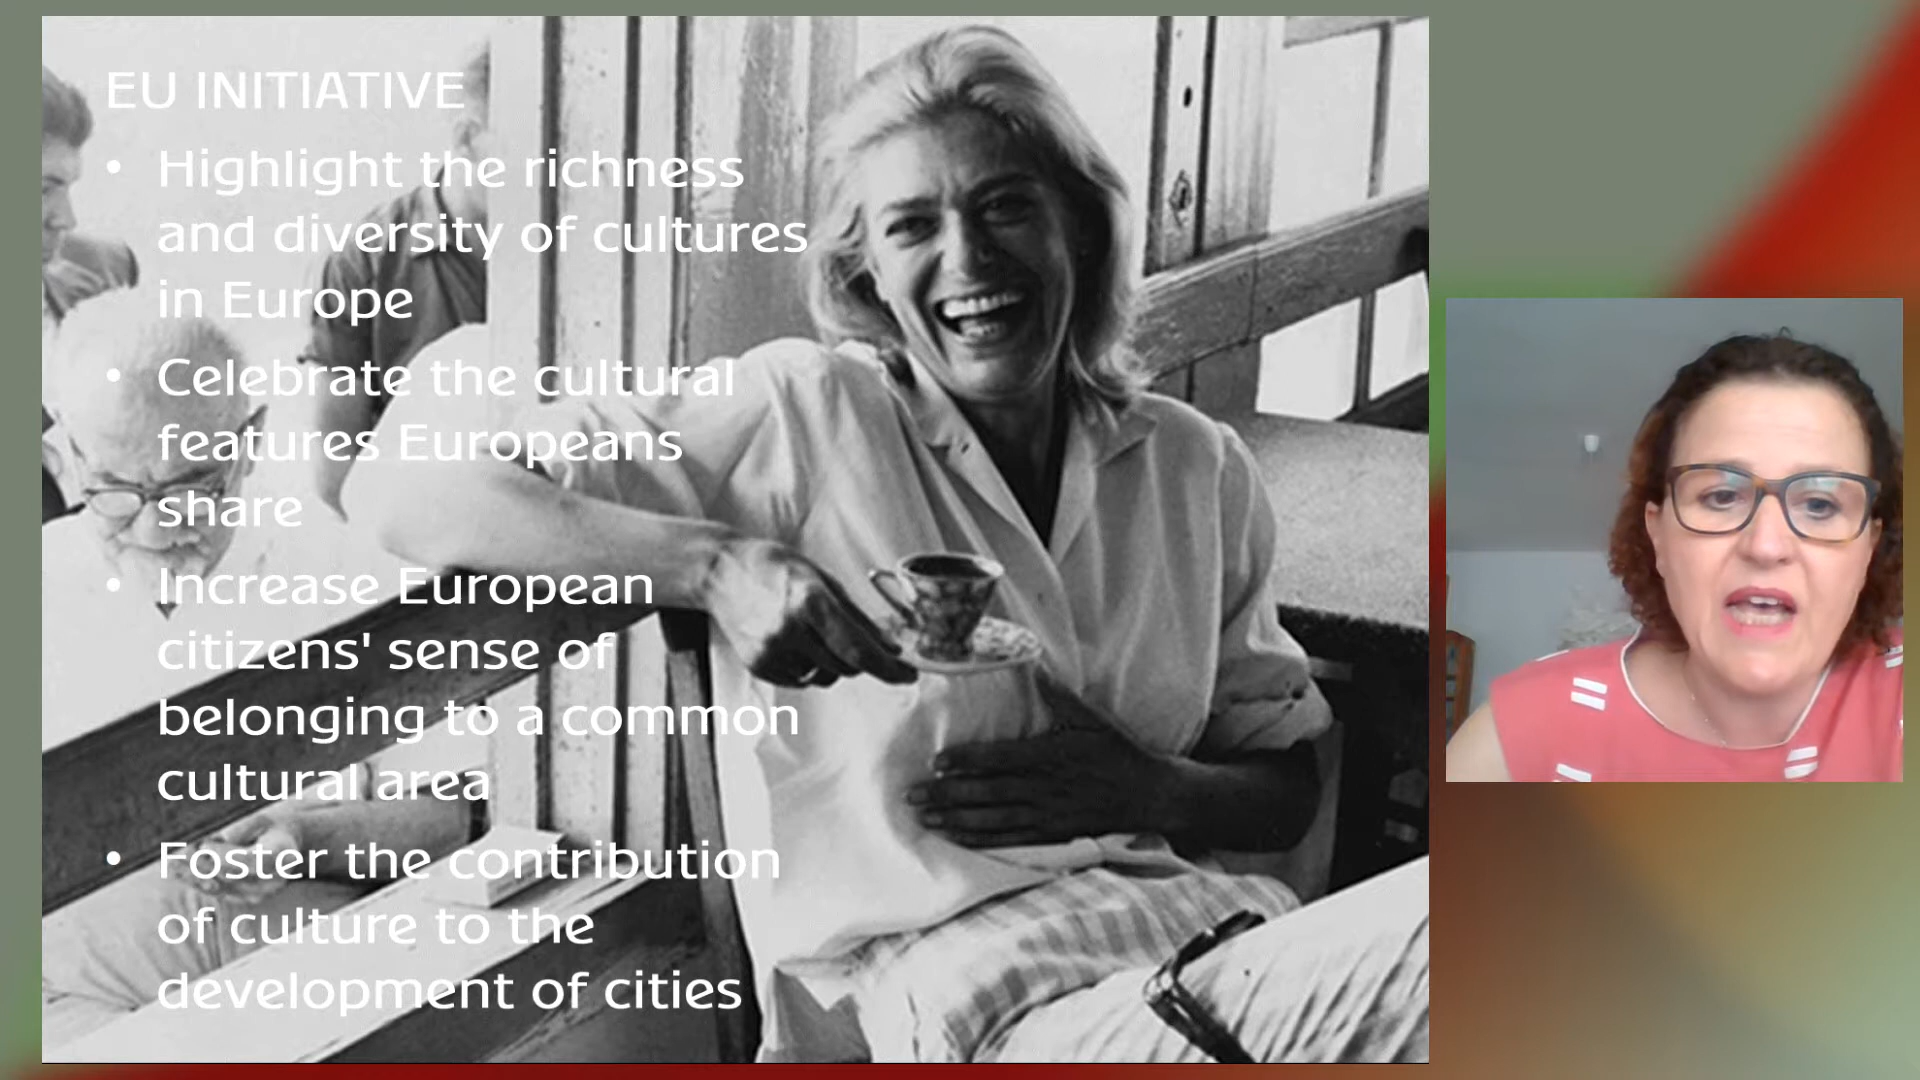 EU INITIATIVE
• Highlight the richness
and diversity of cultures
in Europe
• Celebrate the cultural
features Europeans
share
• Increase European
citizens' sense of
belonging to a common
cultural area
• Foster the contribution
of culture to the
development of cities